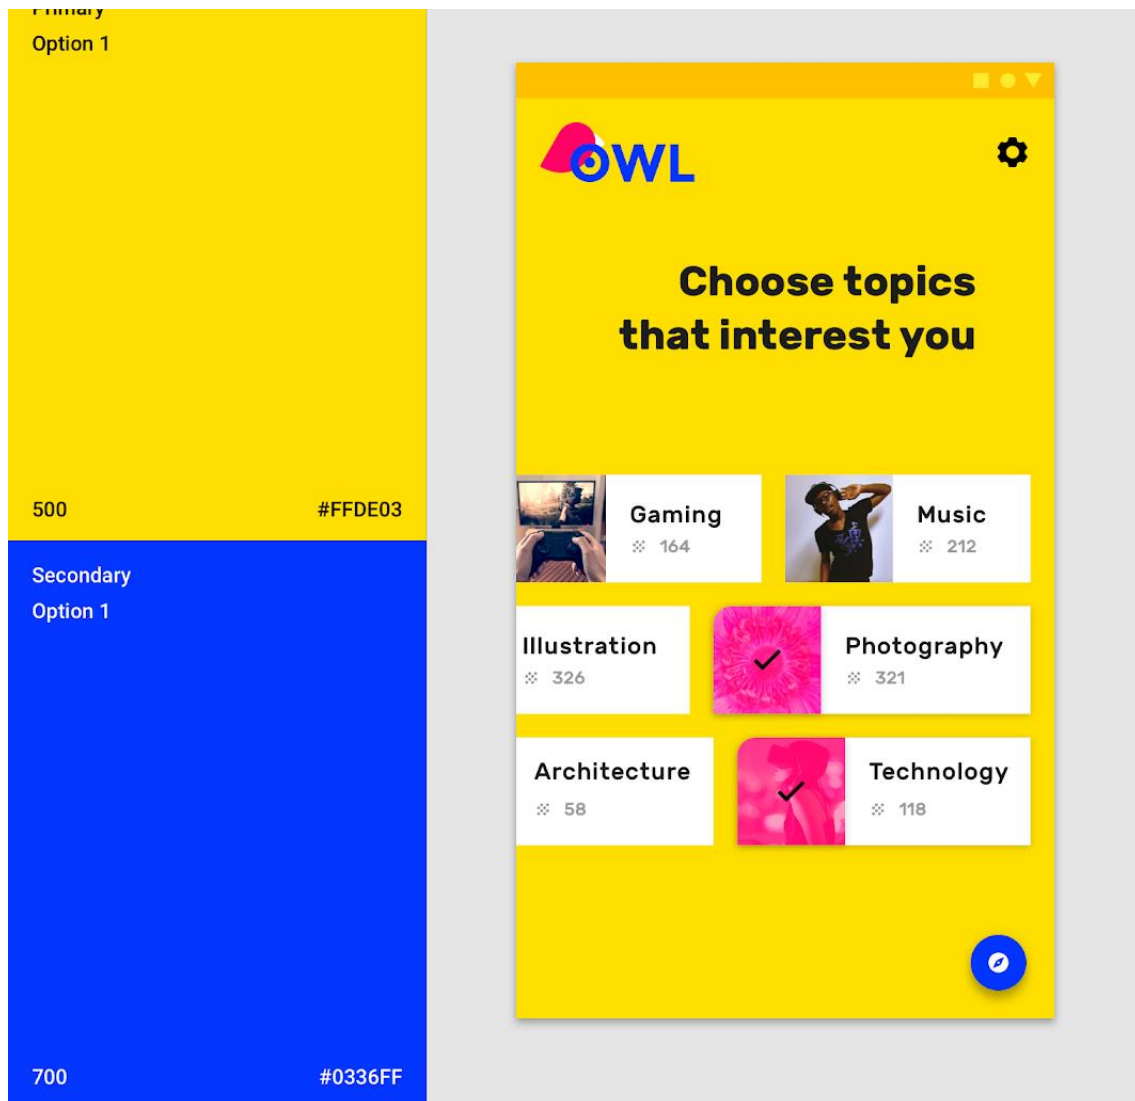 Primary
Option 1
500 #FFDE03
Secondary
Option 1
700 #0336FF
OWL
Choose topics
that interest you
Gaming
164
Music
212
Illustration
326
Photography
321
Architecture
58
Technology
118